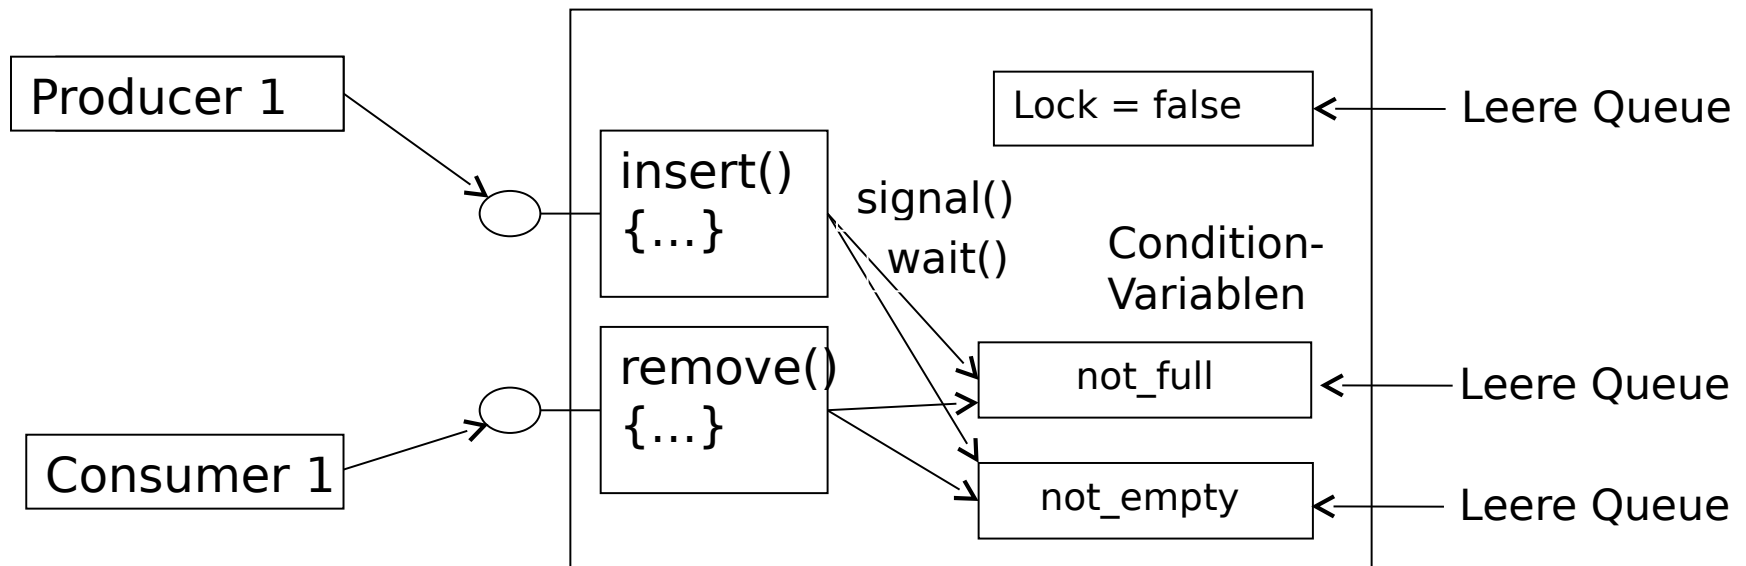 Producer 1
Lock = false
Leere Queue
insert()
{...}
signal()
wait()
Condition-
Variablen
remove()
{...}
not_full
Leere Queue
Consumer 1
not_empty
Leere Queue